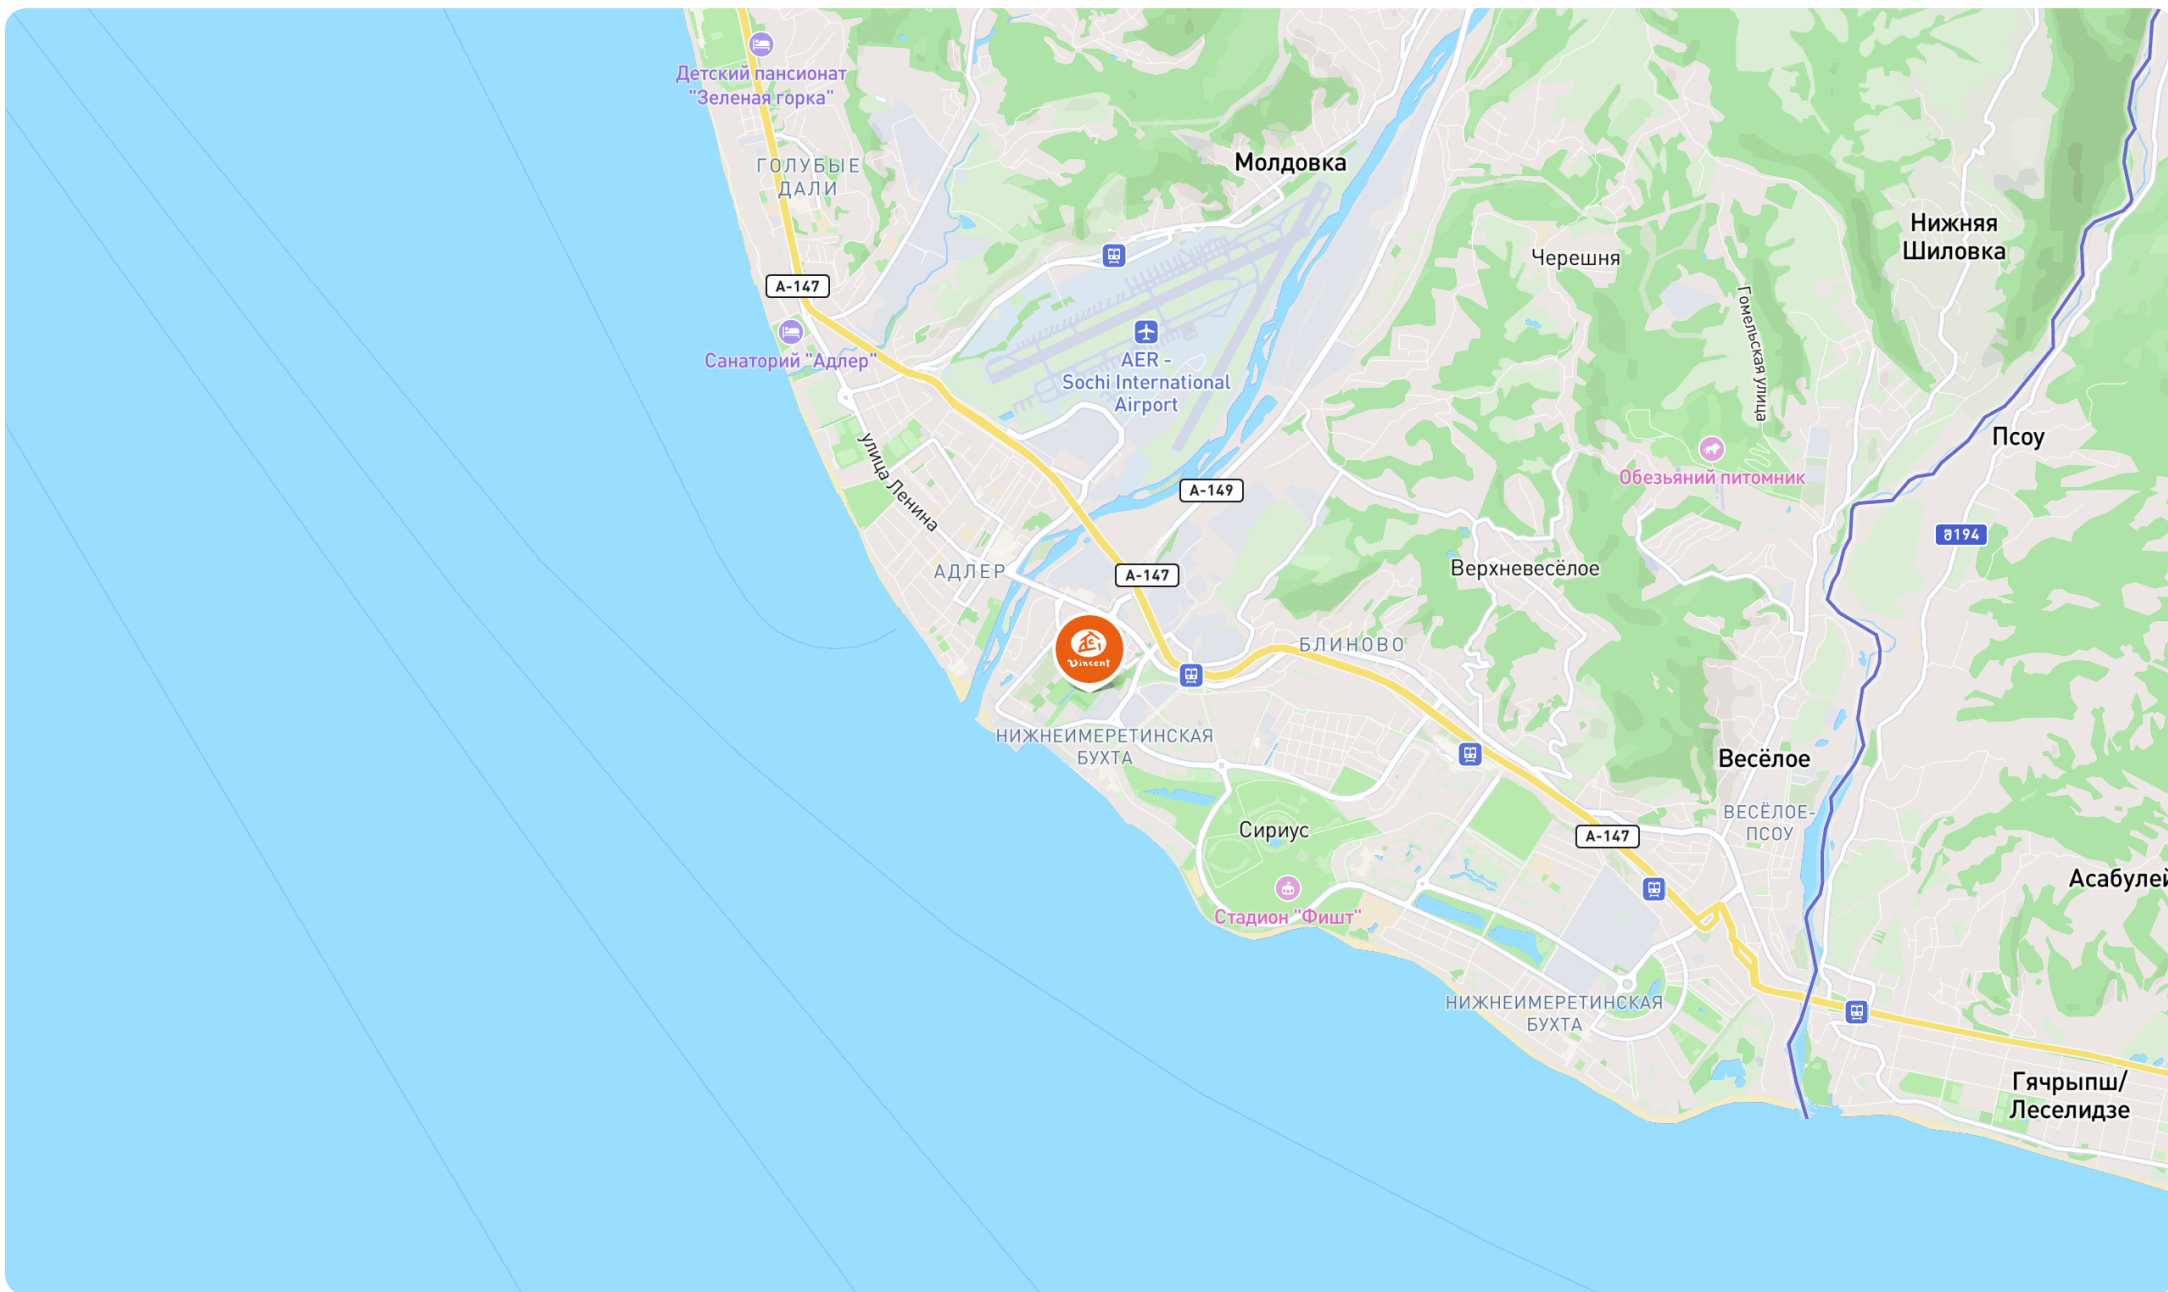 Детский пансионат
"Зеленая горка"
ГОЛУБЫЕ
ДАЛИ
Молдовка
Нижняя
Шиловка
Черешня
A-147
Гомельская улица
Санаторий "Адлер"
AER -
Sochi International
Airport
улица Ленина
Псоу
Обезьяний питомник
A-149
შ194
АДЛЕР
A-147
Верхневесёлое
Vincent
БЛИНОВО
НИЖНЕИМЕРЕТИНСКАЯ
БУХТА
Весёлое
ВЕСЁЛОЕ-
ПСОУ
Сириус
A-147
Асабулей
Стадион "Фишт"
НИЖНЕИМЕРЕТИНСКАЯ
БУХТА
Гячрыпш/
Леселидзе